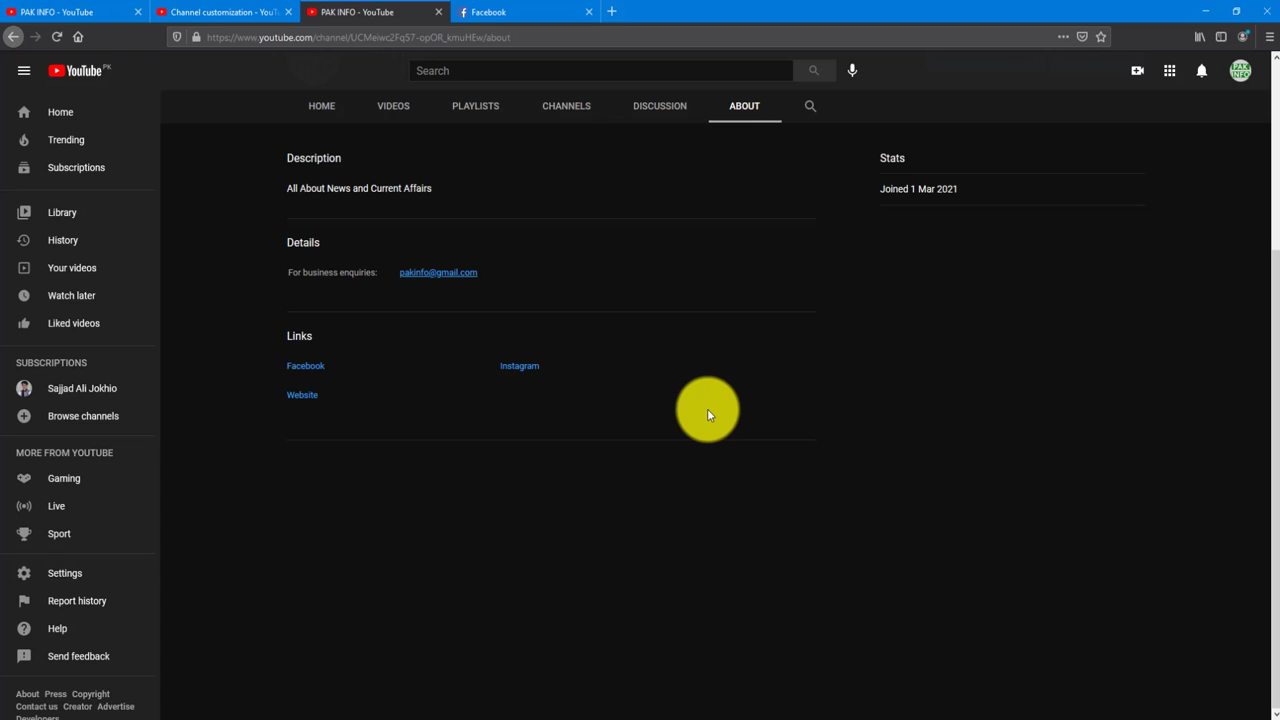 PAK INFO - YouTube
Channel customization - YouT
PAK INFO - YouTube
Facebook
https://www.youtube.com/channel/UCMeiwc2Fq57-opOR_kmuHEw/about
YouTube PK
Search
PAK INFO
HOME VIDEOS PLAYLISTS CHANNELS DISCUSSION ABOUT
Home
Trending
Subscriptions
Library
History
Your videos
Watch later
Liked videos
SUBSCRIPTIONS
Sajjad Ali Jokhio
Browse channels
MORE FROM YOUTUBE
Gaming
Live
Sport
Settings
Report history
Help
Send feedback
About Press Copyright
Contact us Creator Advertise
Developers
Description
All About News and Current Affairs
Details
For business enquiries: pakinfo@gmail.com
Links
Facebook Instagram
Website
Stats
Joined 1 Mar 2021